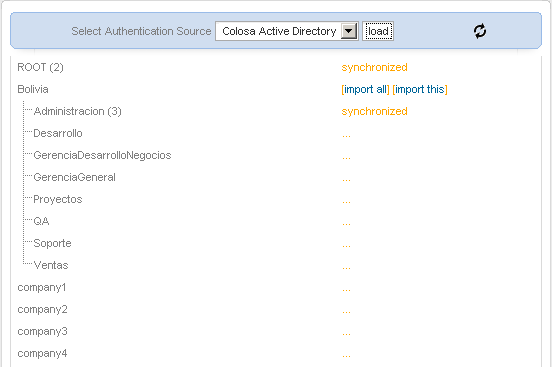 Select Authentication Source Colosa Active Directory load
ROOT (2) synchronized
Bolivia [import all] [import this]
Administracion (3) synchronized
Desarrollo ...
GerenciaDesarrolloNegocios ...
GerenciaGeneral ...
Proyectos ...
QA ...
Soporte ...
Ventas ...
company1 ...
company2 ...
company3 ...
company4 ...